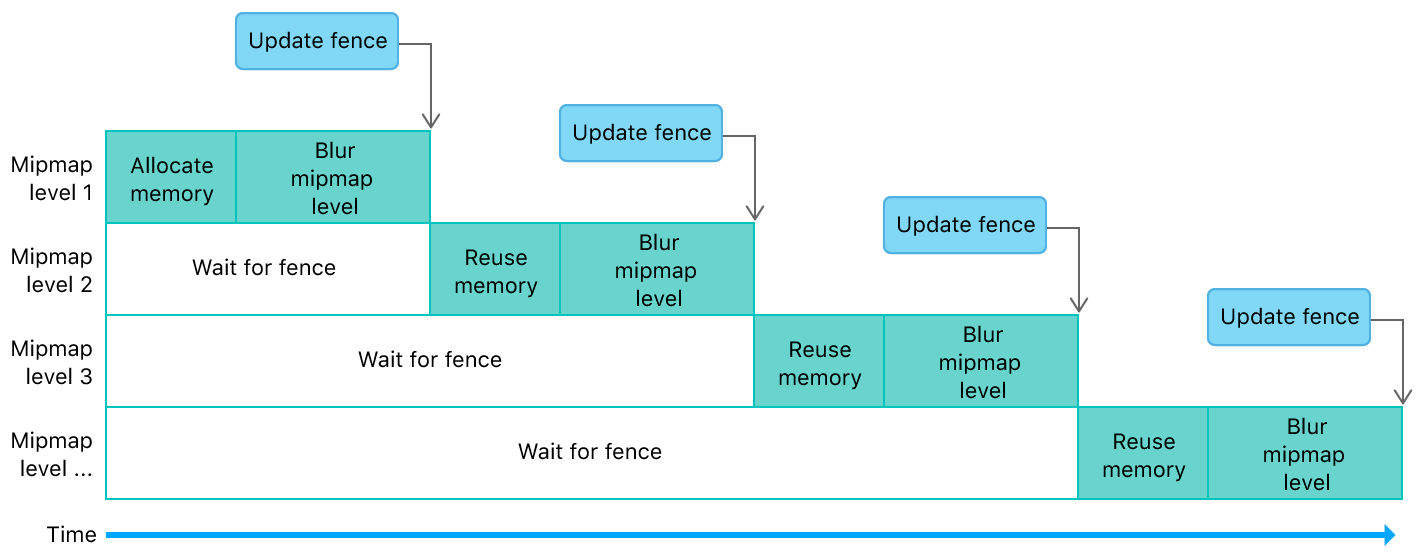 Update fence
Update fence
Mipmap
level 1
Allocate
memory
Blur
mipmap
level
Update fence
Mipmap
level 2
Wait for fence
Reuse
memory
Blur
mipmap
level
Update fence
Mipmap
level 3
Wait for fence
Reuse
memory
Blur
mipmap
level
Mipmap
level ...
Wait for fence
Reuse
memory
Blur
mipmap
level
Time